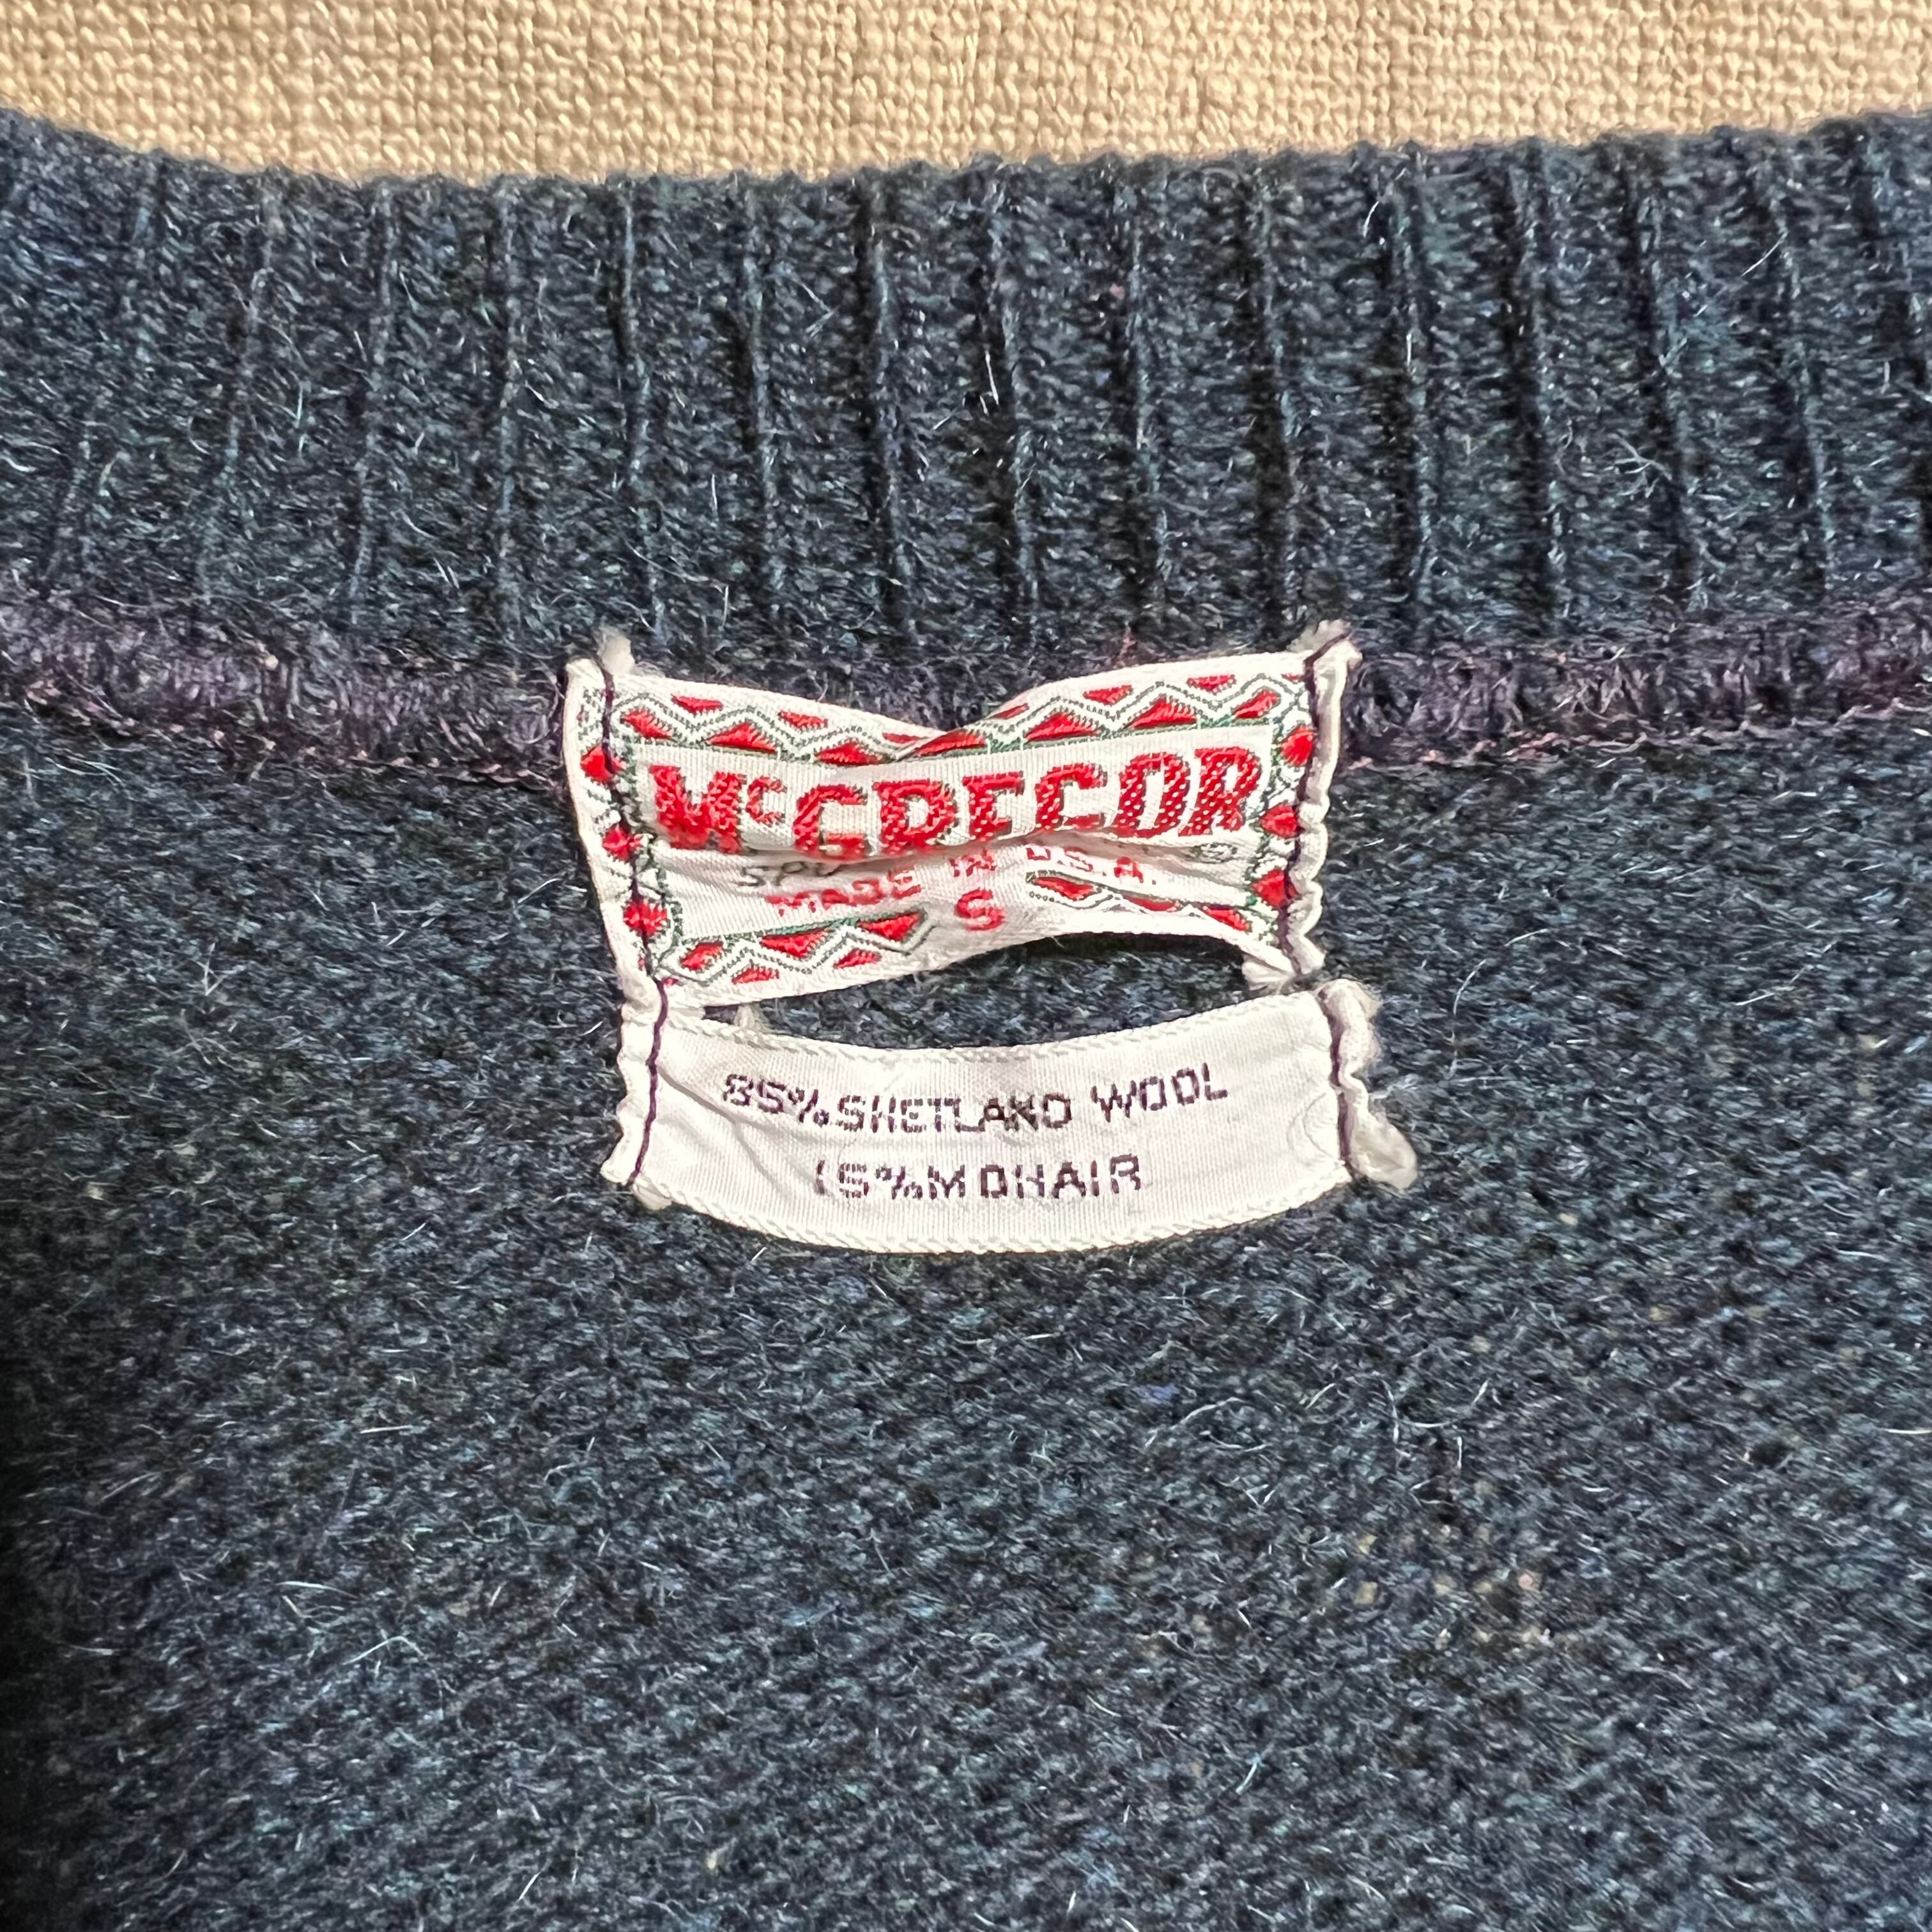 McGREGOR
®
MADE IN U.S.A.
S
85% SHETLAND WOOL
15% MOHAIR